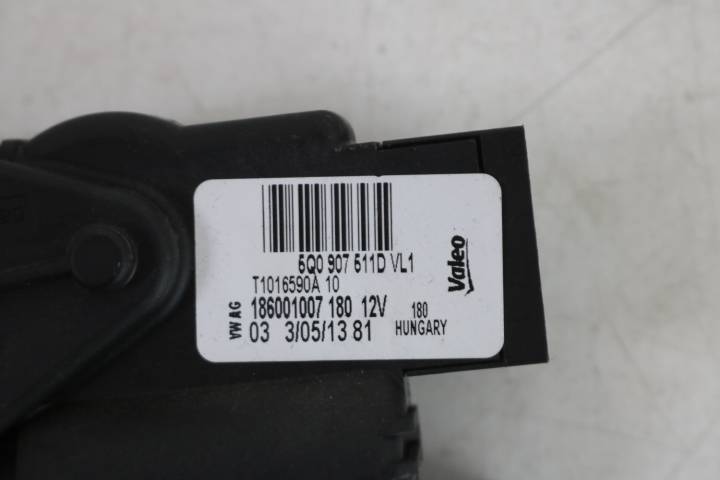 5Q0 907 511D VL1
T1016590A 10
186001007 180 12V
03 3/05/13 81
VW AG
180
HUNGARY
Valeo